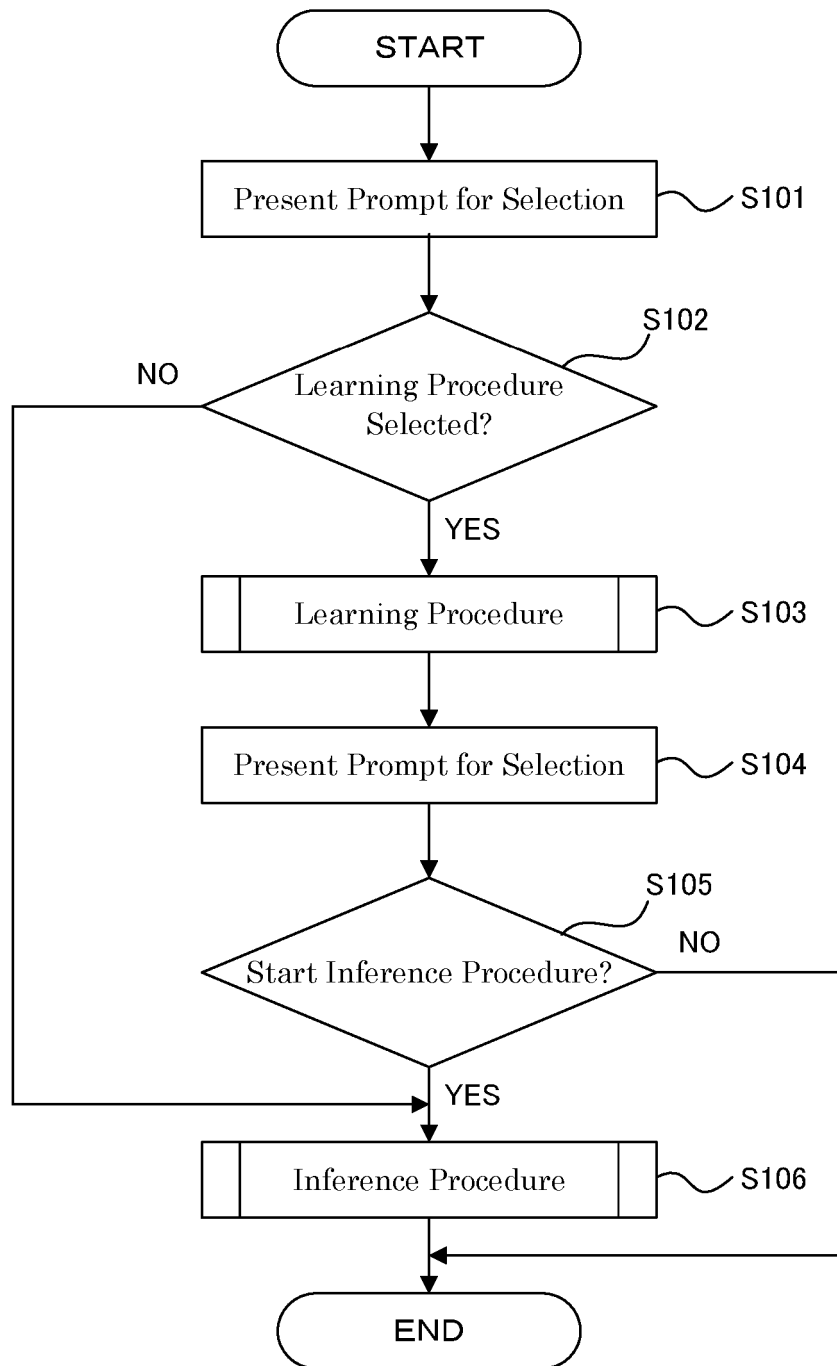 START
Present Prompt for Selection
S101
S102
NO
Learning Procedure
Selected?
YES
Learning Procedure
S103
Present Prompt for Selection
S104
S105
NO
Start Inference Procedure?
YES
Inference Procedure
S106
END